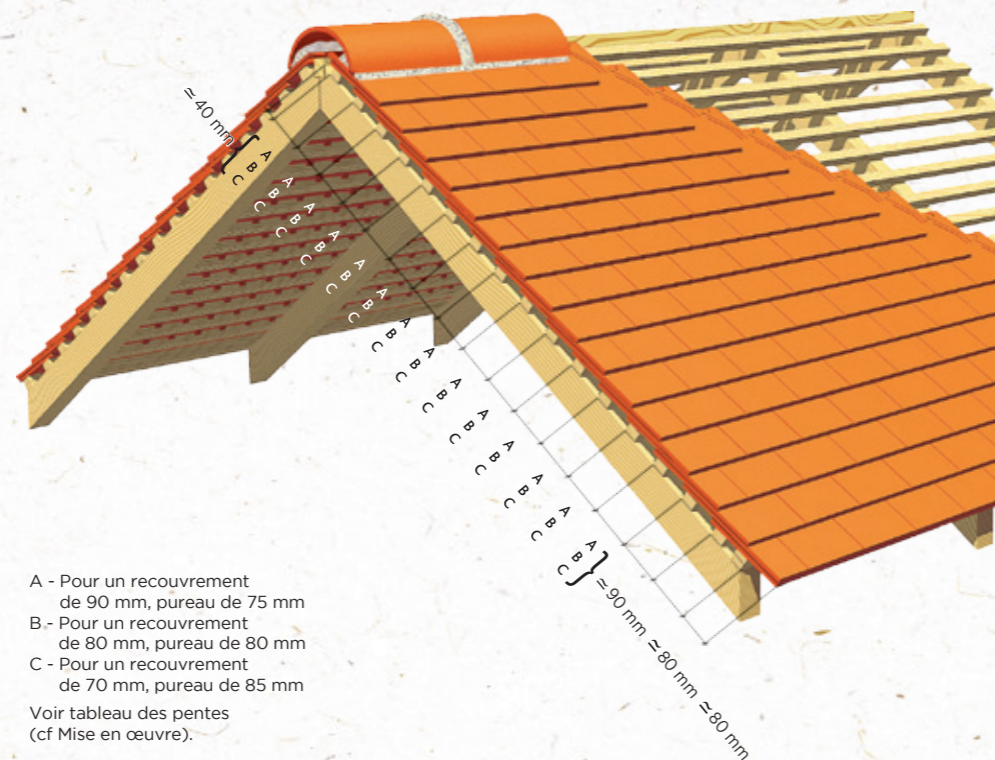 ≈ 40 mm
A B C
A B C
A B C
A B C
A B C
A B C
A B C
A B C
A B C
A B C
A B C
A B C
A B C
A B C
≈ 90 mm ≈ 80 mm ≈ 80 mm
A - Pour un recouvrement
de 90 mm, pureau de 75 mm
B - Pour un recouvrement
de 80 mm, pureau de 80 mm
C - Pour un recouvrement
de 70 mm, pureau de 85 mm
Voir tableau des pentes
(cf Mise en œuvre).